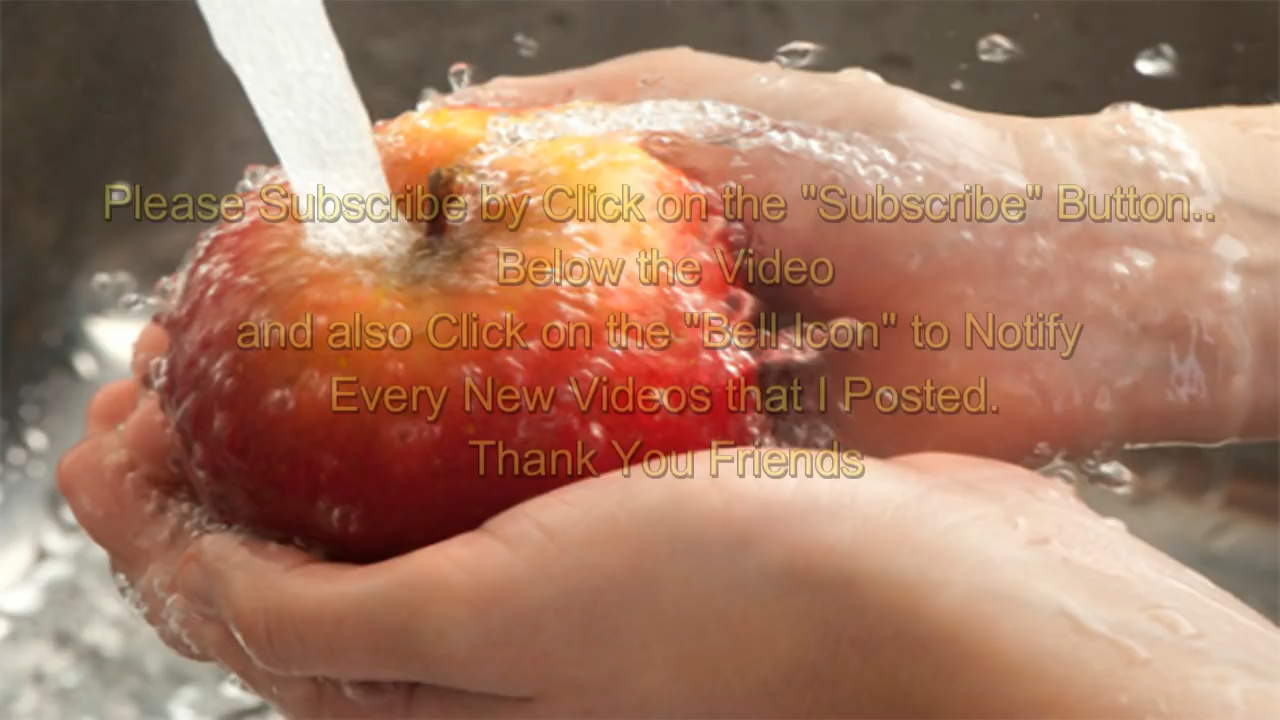 Please Subscribe by Click on the "Subscribe" Button..
Below the Video
and also Click on the "Bell Icon" to Notify
Every New Videos that I Posted.
Thank You Friends